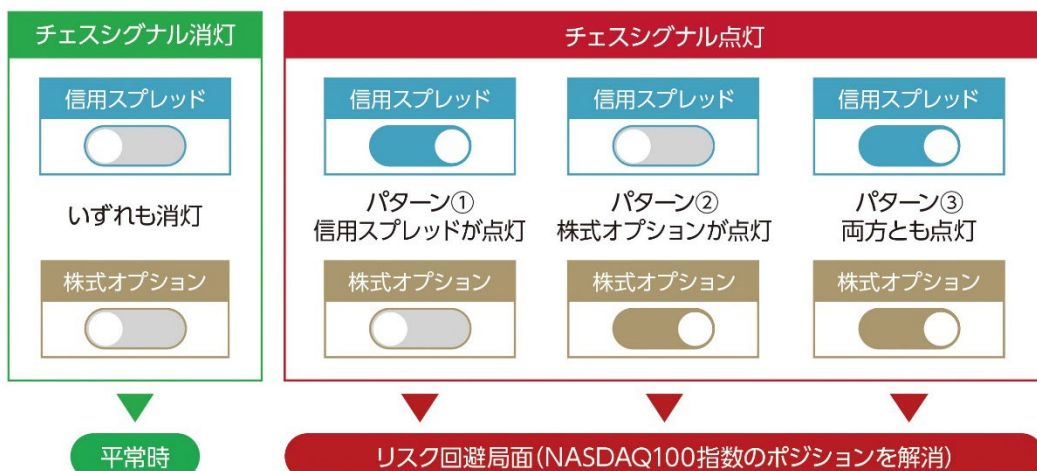 チェスシグナル消灯
信用スプレッド
いずれも消灯
株式オプション
平常時
チェスシグナル点灯
信用スプレッド
パターン①
信用スプレッドが点灯
株式オプション
信用スプレッド
パターン②
株式オプションが点灯
株式オプション
信用スプレッド
パターン③
両方とも点灯
株式オプション
リスク回避局面(NASDAQ100指数のポジションを解消)